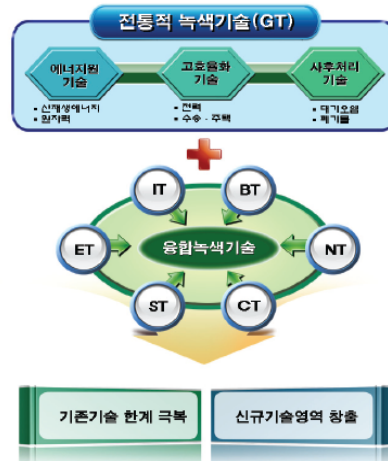 전통적 녹색기술(GT)
에너지원 기술
고효율화 기술
사후처리 기술
▪ 신재생에너지
▪ 원자력
▪ 전력
▪ 수송 · 주택
▪ 대기오염
▪ 폐기물
IT
BT
ET
융합녹색기술
NT
ST
CT
기존기술 한계 극복
신규기술영역 창출